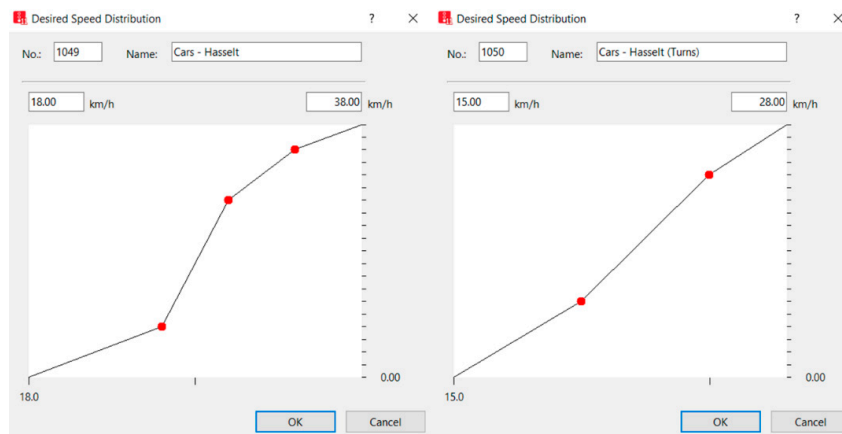 Desired Speed Distribution ? ×
No.: 1049 Name: Cars - Hasselt
18.00 km/h 38.00 km/h
0.00
18.0
OK Cancel
Desired Speed Distribution ? ×
No.: 1050 Name: Cars - Hasselt (Turns)
15.00 km/h 28.00 km/h
0.00
15.0
OK Cancel